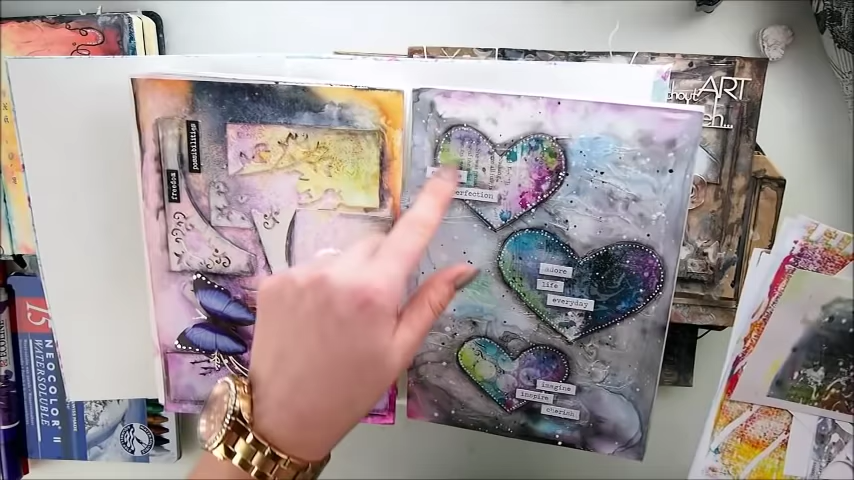 possibilities
freedom
perfection
adore
life
everyday
imagine
inspire
cherish
ART
15
NEOCOLOR II
WATERSOLUBLE